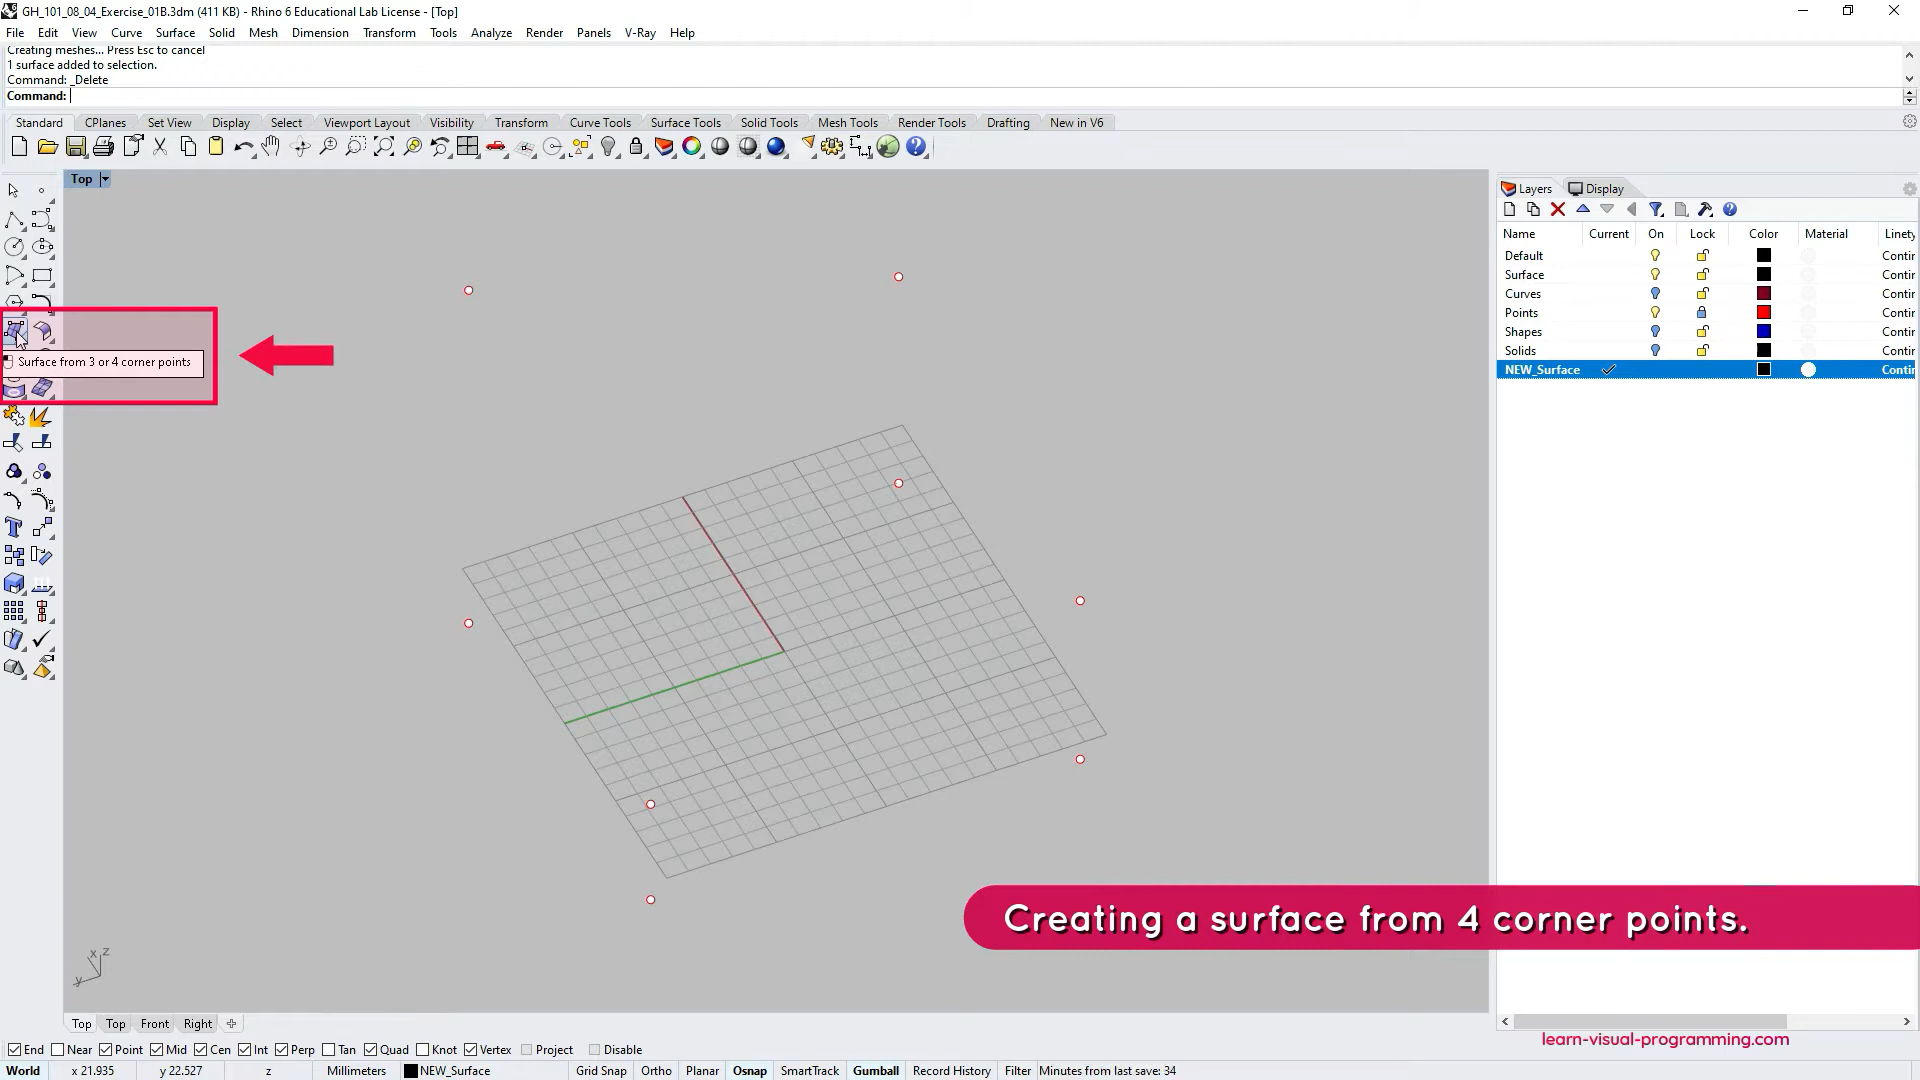 GH_101_08_04_Exercise_01B.3dm (411 KB) - Rhino 6 Educational Lab License - [Top]
File Edit View Curve Surface Solid Mesh Dimension Transform Tools Analyze Render Panels V-Ray Help
Creating meshes... Press Esc to cancel
1 surface added to selection.
Command: _Delete
Command:
Standard CPlanes Set View Display Select Viewport Layout Visibility Transform Curve Tools Surface Tools Solid Tools Mesh Tools Render Tools Drafting New in V6
Top
Layers Display
Name Current On Lock Color Material Linety
Default Contin
Surface Contin
Curves Contin
Points Contin
Shapes Contin
Solids Contin
NEW_Surface Contin
Surface from 3 or 4 corner points
Creating a surface from 4 corner points.
x z
y
Top Top Front Right
learn-visual-programming.com
End Near Point Mid Cen Int Perp Tan Quad Knot Vertex Project Disable
World x 21.935 y 22.527 z Millimeters NEW_Surface Grid Snap Ortho Planar Osnap SmartTrack Gumball Record History Filter Minutes from last save: 34